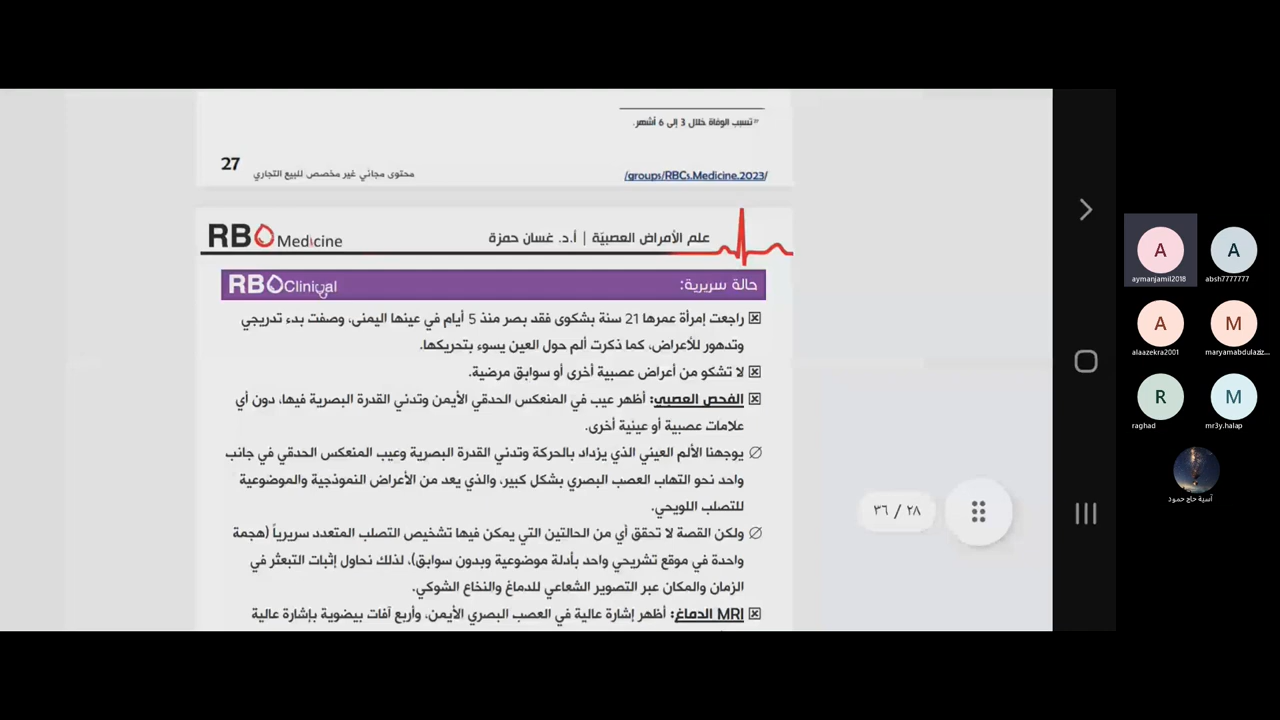 ²² تسبب الوفاة خلال 3 إلى 6 أشهر.
27
محتوى مجاني غير مخصص للبيع التجاري
/groups/RBCs.Medicine.2023/
RB Medicine
علم الأمراض العصبيّة | أ.د. غسان حمزة
RB Clinical
حالة سريرية:
راجعت إمرأة عمرها 21 سنة بشكوى فقد بصر منذ 5 أيام في عينها اليمنى، وصفت بدء تدريجي
وتدهور للأعراض، كما ذكرت ألم حول العين يسوء بتحريكها.
لا تشكو من أعراض عصبية أخرى أو سوابق مرضية.
الفحص العصبي: أظهر عيب في المنعكس الحدقي الأيمن وتدني القدرة البصرية فيها، دون أي
علامات عصبية أو عينية أخرى.
يوجهنا الألم العيني الذي يزداد بالحركة وتدني القدرة البصرية وعيب المنعكس الحدقي في جانب
واحد نحو التهاب العصب البصري بشكل كبير، والذي يعد من الأعراض النموذجية والموضوعية
للتصلب اللويحي.
ولكن القصة لا تحقق أي من الحالتين التي يمكن فيها تشخيص التصلب المتعدد سريرياً (هجمة
واحدة في موقع تشريحي واحد بأدلة موضوعية وبدون سوابق)، لذلك نحاول إثبات التبعثر في
الزمان والمكان عبر التصوير الشعاعي للدماغ والنخاع الشوكي.
MRI الدماغ: أظهر إشارة عالية في العصب البصري الأيمن، وأربع آفات بيضوية بإشارة عالية
٢٨ / ٣٦
A
aymanjamil2018
A
absh7777777
A
alaazekra2001
M
maryamabdulaziz...
R
raghad
M
mr3y.halap
آسية حاج حمود